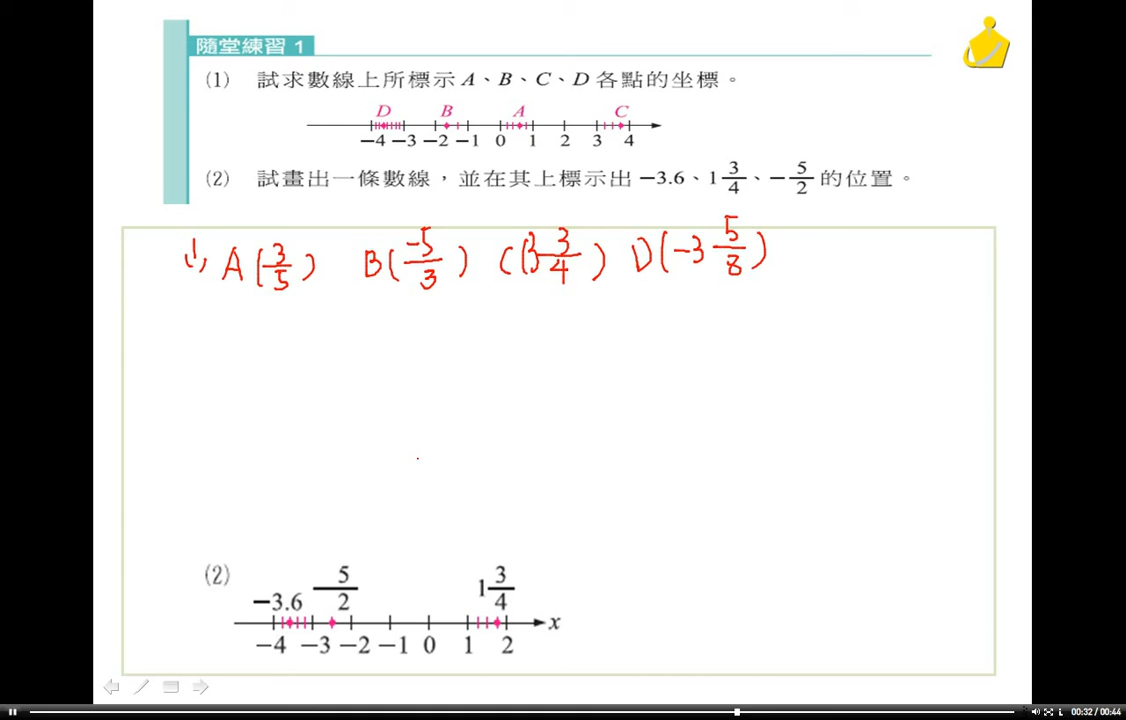 隨堂練習 1
(1) 試求數線上所標示 A、B、C、D 各點的坐標。
D B A C
−4 −3 −2 −1 0 1 2 3 4
(2) 試畫出一條數線，並在其上標示出 −3.6、1 3/4、− 5/2 的位置。
(1) A(3/5) B(-5/3) C(3 3/4) D(-3 5/8)
(2)
−3.6 − 5/2 1 3/4
−4 −3 −2 −1 0 1 2 x
00:32 / 00:44